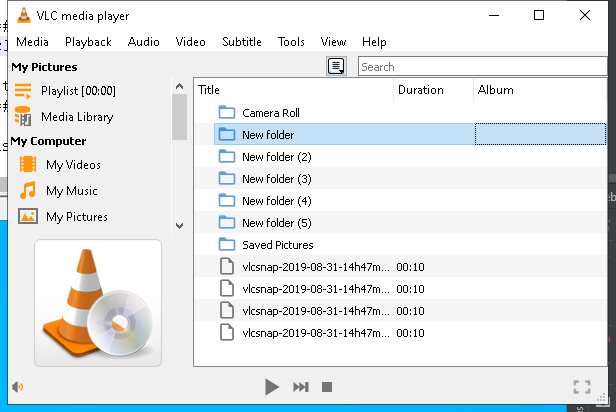 VLC media player
Media Playback Audio Video Subtitle Tools View Help
My Pictures
Search
Playlist [00:00]
Title Duration Album
Media Library
Camera Roll
My Computer
New folder
My Videos
New folder (2)
My Music
New folder (3)
My Pictures
New folder (4)
New folder (5)
Saved Pictures
vlcsnap-2019-08-31-14h47m... 00:10
vlcsnap-2019-08-31-14h47m... 00:10
vlcsnap-2019-08-31-14h47m... 00:10
vlcsnap-2019-08-31-14h47m... 00:10